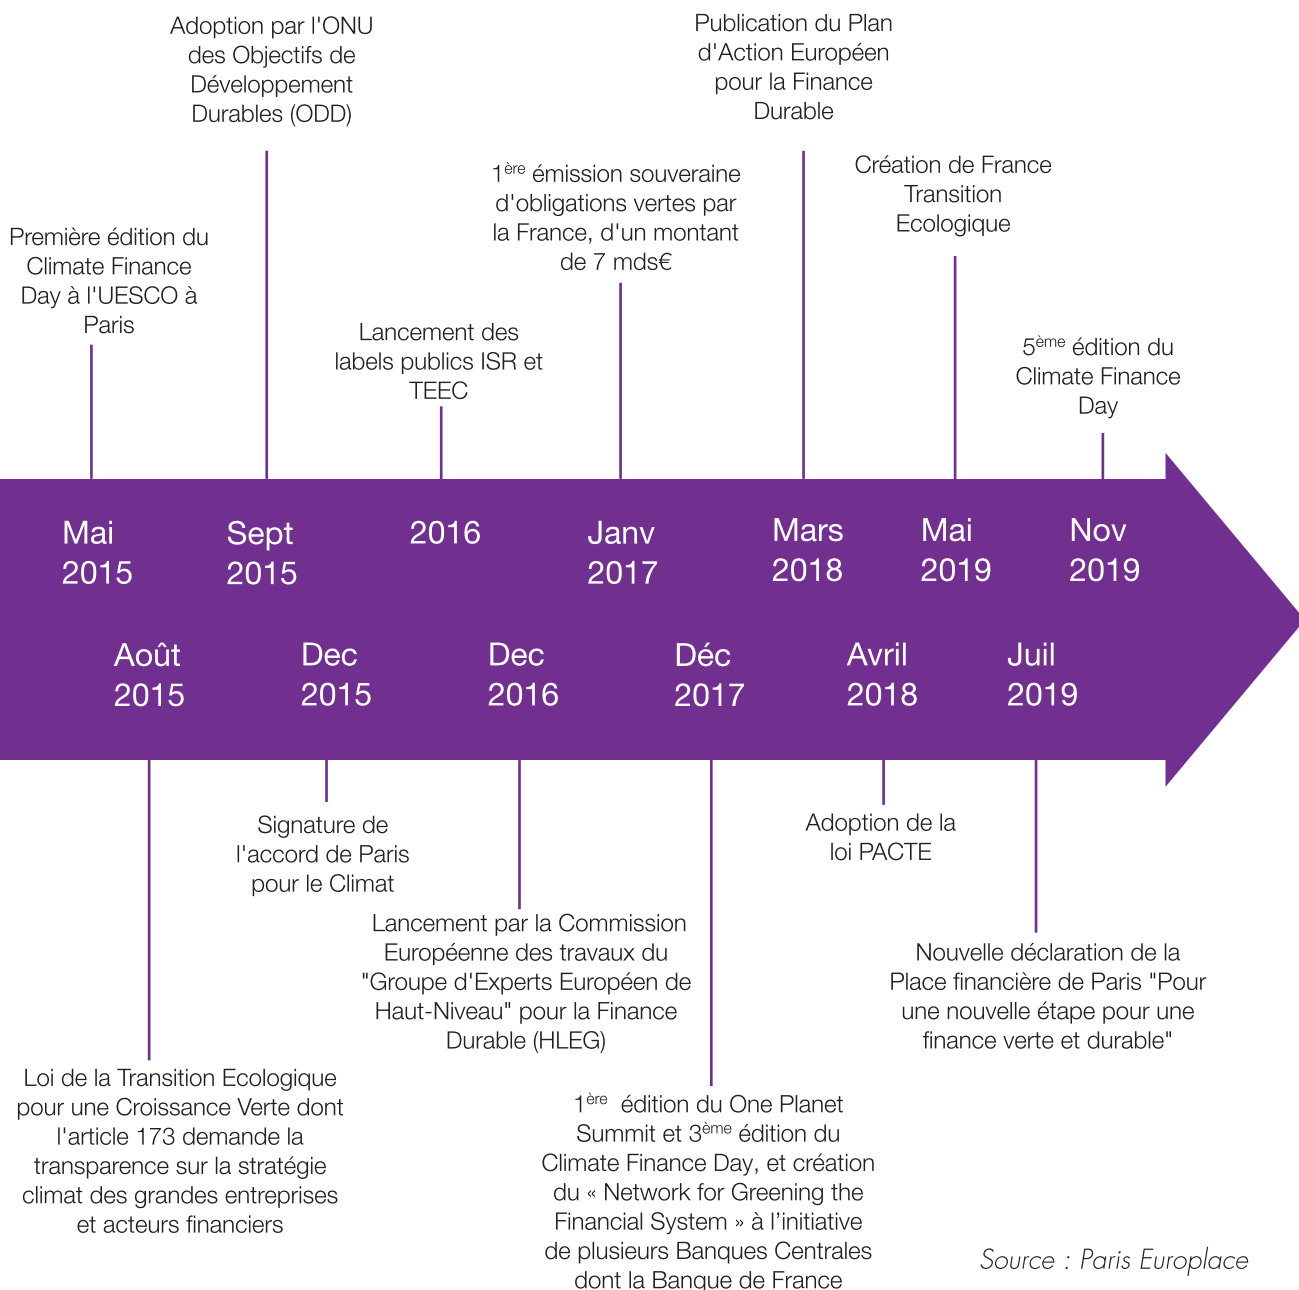 Adoption par l'ONU
des Objectifs de
Développement
Durables (ODD)
Publication du Plan
d'Action Européen
pour la Finance
Durable
1ère émission souveraine
d'obligations vertes par
la France, d'un montant
de 7 mds€
Création de France
Transition
Ecologique
Première édition du
Climate Finance
Day à l'UESCO à
Paris
Lancement des
labels publics ISR et
TEEC
5ème édition du
Climate Finance
Day
Mai
2015
Sept
2015
2016
Janv
2017
Mars
2018
Mai
2019
Nov
2019
Août
2015
Dec
2015
Dec
2016
Déc
2017
Avril
2018
Juil
2019
Signature de
l'accord de Paris
pour le Climat
Adoption de la
loi PACTE
Lancement par la Commission
Européenne des travaux du
"Groupe d'Experts Européen de
Haut-Niveau" pour la Finance
Durable (HLEG)
Nouvelle déclaration de la
Place financière de Paris "Pour
une nouvelle étape pour une
finance verte et durable"
Loi de la Transition Ecologique
pour une Croissance Verte dont
l'article 173 demande la
transparence sur la stratégie
climat des grandes entreprises
et acteurs financiers
1ère édition du One Planet
Summit et 3ème édition du
Climate Finance Day, et création
du « Network for Greening the
Financial System » à l’initiative
de plusieurs Banques Centrales
dont la Banque de France
Source : Paris Europlace